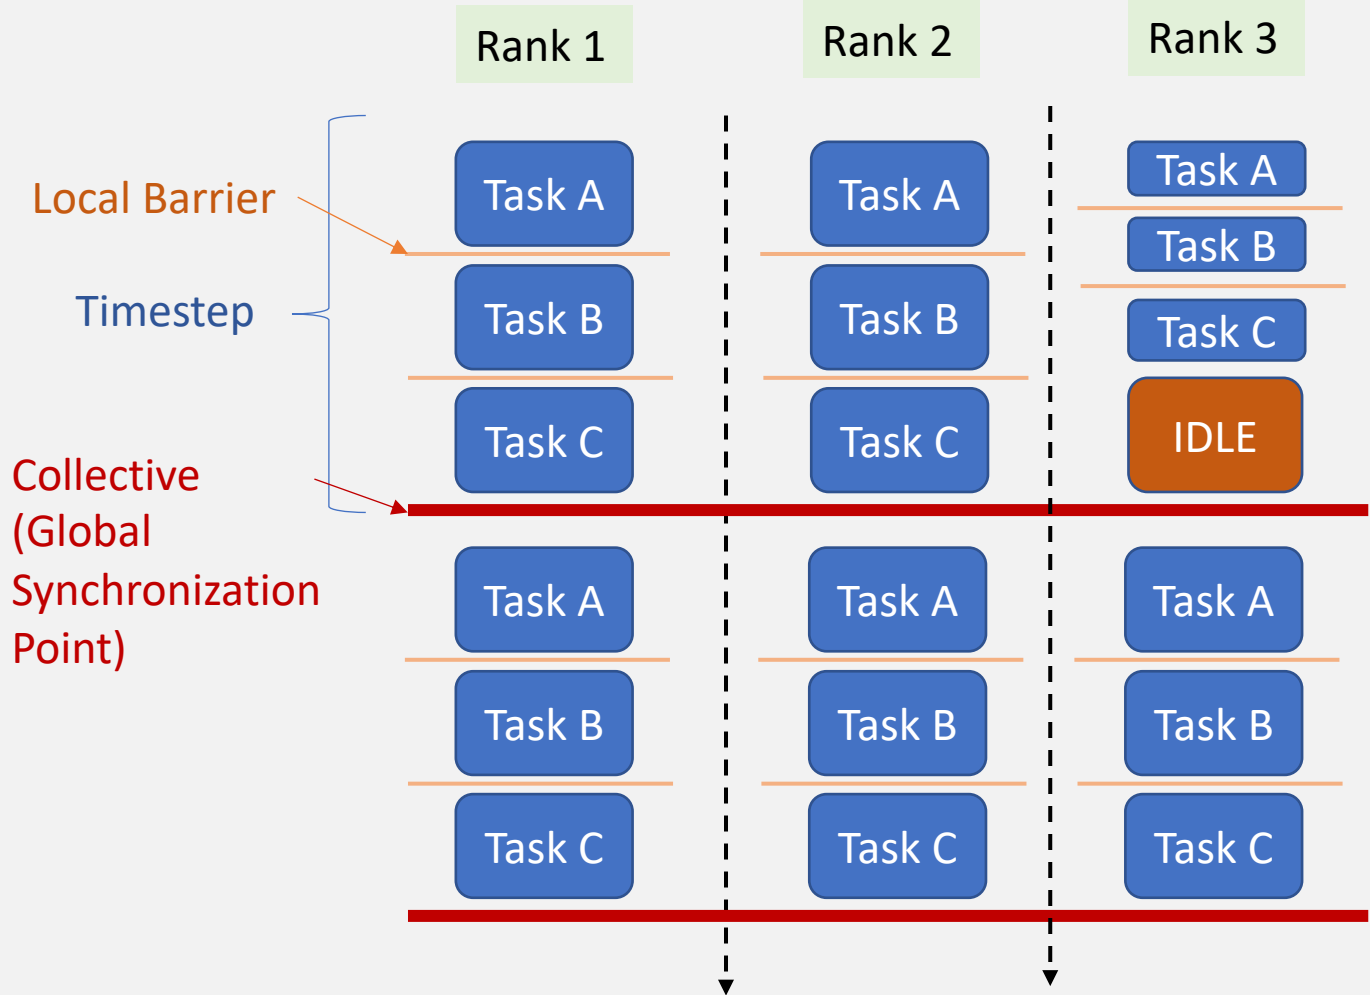 Rank 1
Rank 2
Rank 3
Local Barrier
Timestep
Collective
(Global
Synchronization
Point)
Task A
Task A
Task A
Task B
Task B
Task B
Task C
Task C
Task C
IDLE
Task A
Task A
Task A
Task B
Task B
Task B
Task C
Task C
Task C